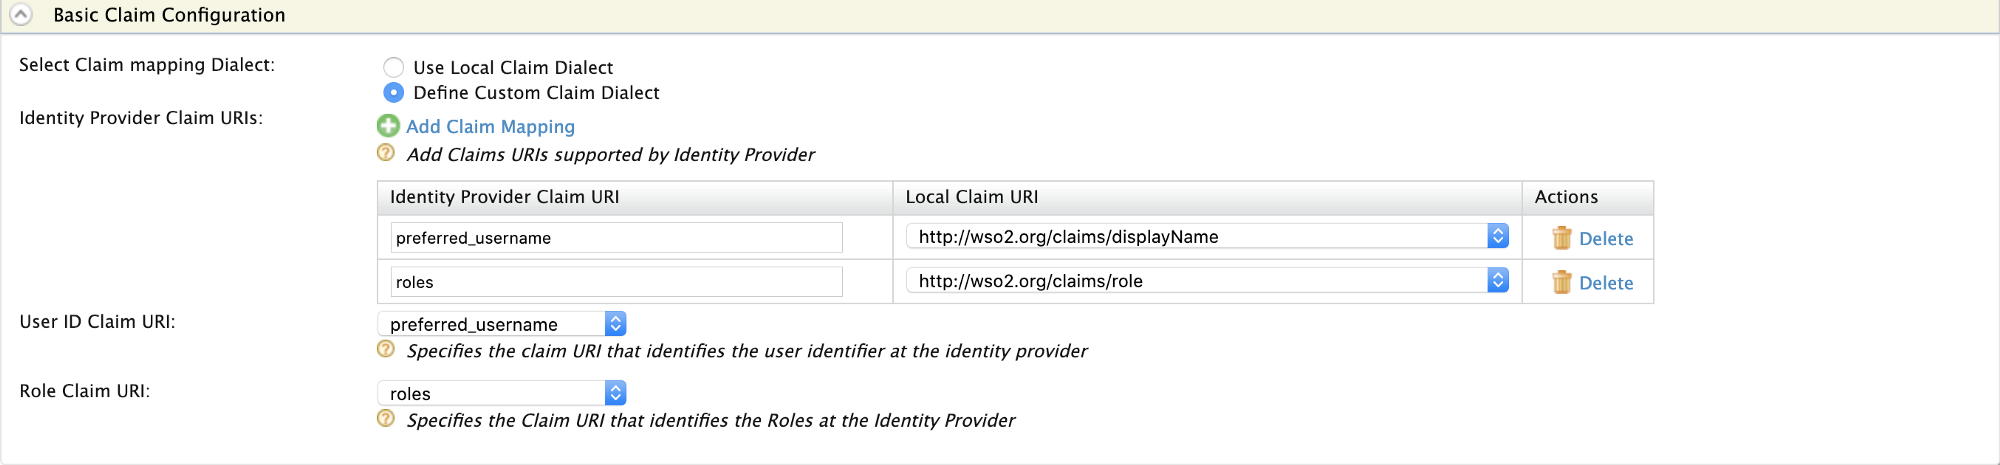 Basic Claim Configuration
Select Claim mapping Dialect:
Use Local Claim Dialect
Define Custom Claim Dialect
Identity Provider Claim URIs:
Add Claim Mapping
? Add Claims URIs supported by Identity Provider
Identity Provider Claim URI Local Claim URI Actions
preferred_username http://wso2.org/claims/displayName Delete
roles http://wso2.org/claims/role Delete
User ID Claim URI: preferred_username
? Specifies the claim URI that identifies the user identifier at the identity provider
Role Claim URI: roles
? Specifies the Claim URI that identifies the Roles at the Identity Provider